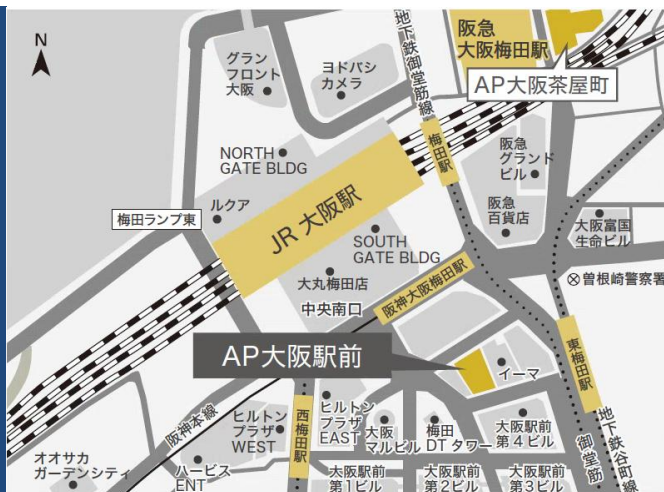 N
グラン
フロント
大阪
ヨドバシ
カメラ
地下鉄御堂筋線
阪急
大阪梅田駅
AP大阪茶屋町
梅田駅
阪急
グランド
ビル
NORTH
GATE BLDG
ルクア
梅田ランプ東
JR 大阪駅
阪急
百貨店
大阪富国
生命ビル
SOUTH
GATE BLDG
大丸梅田店
中央南口
阪神大阪梅田駅
曽根崎警察署
AP大阪駅前
イーマ
東梅田駅
阪神本線
ヒルトン
プラザ
WEST
西梅田駅
ヒルトン
プラザ
EAST
大阪
マルビル
梅田
DT タワー
大阪駅前
第4ビル
御堂筋
地下鉄谷町線
オオサカ
ガーデンシティ
ハービス
ENT
大阪駅前
第1ビル
大阪駅前
第2ビル
大阪駅前
第3ビル